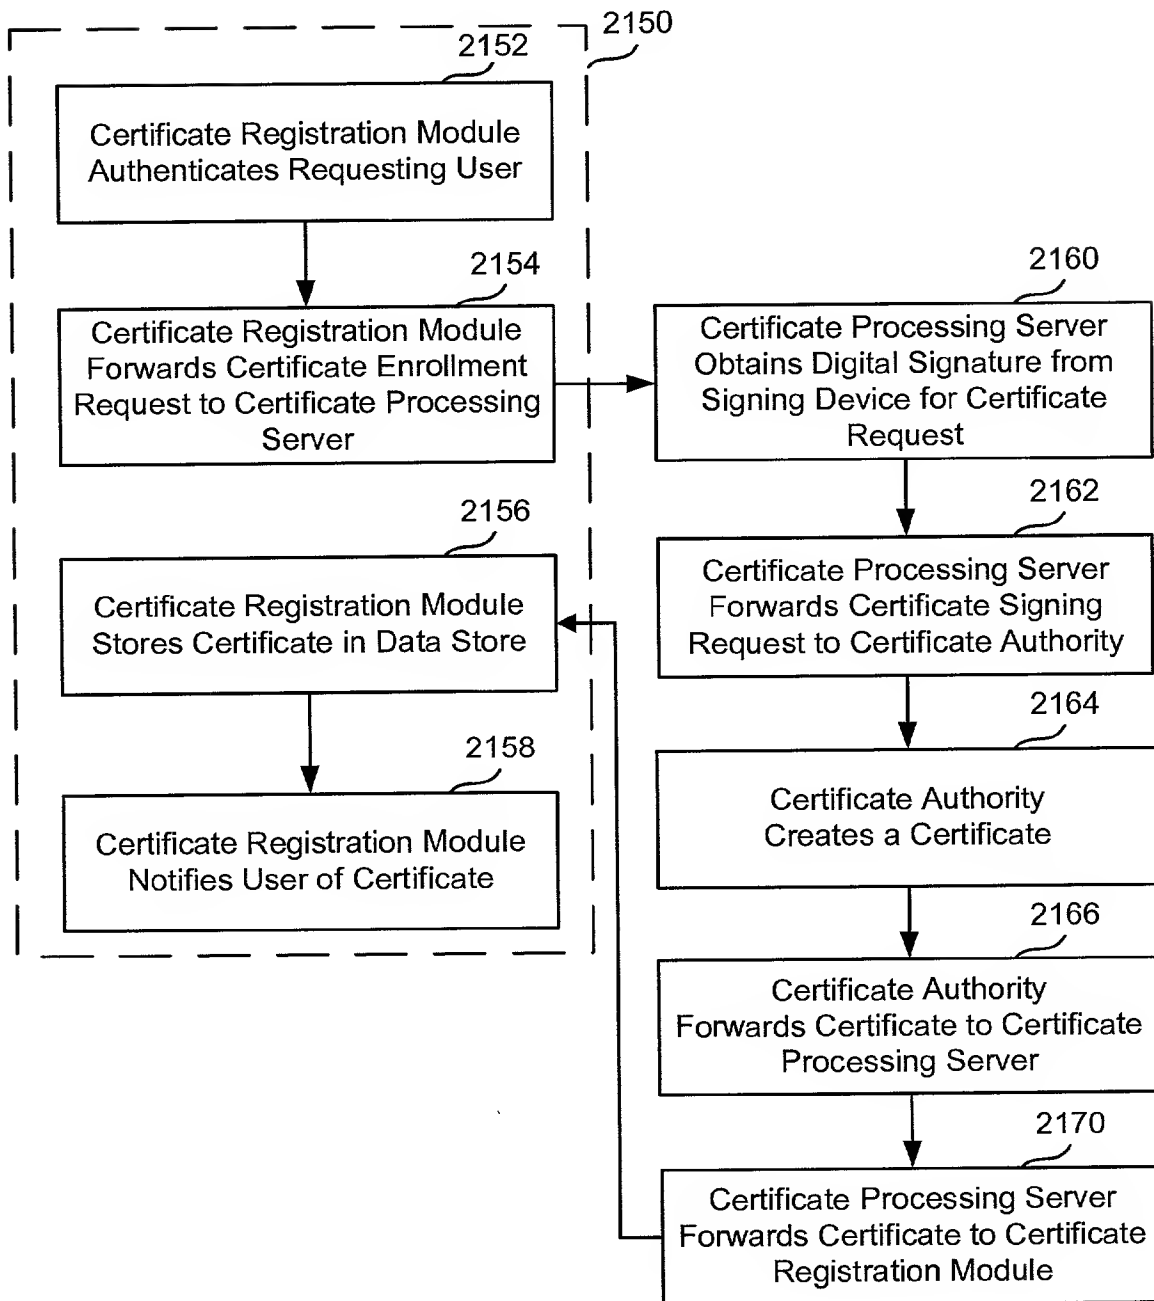 2150
2152
Certificate Registration Module
Authenticates Requesting User
2154
Certificate Registration Module
Forwards Certificate Enrollment
Request to Certificate Processing
Server
2156
Certificate Registration Module
Stores Certificate in Data Store
2158
Certificate Registration Module
Notifies User of Certificate
2160
Certificate Processing Server
Obtains Digital Signature from
Signing Device for Certificate
Request
2162
Certificate Processing Server
Forwards Certificate Signing
Request to Certificate Authority
2164
Certificate Authority
Creates a Certificate
2166
Certificate Authority
Forwards Certificate to Certificate
Processing Server
2170
Certificate Processing Server
Forwards Certificate to Certificate
Registration Module